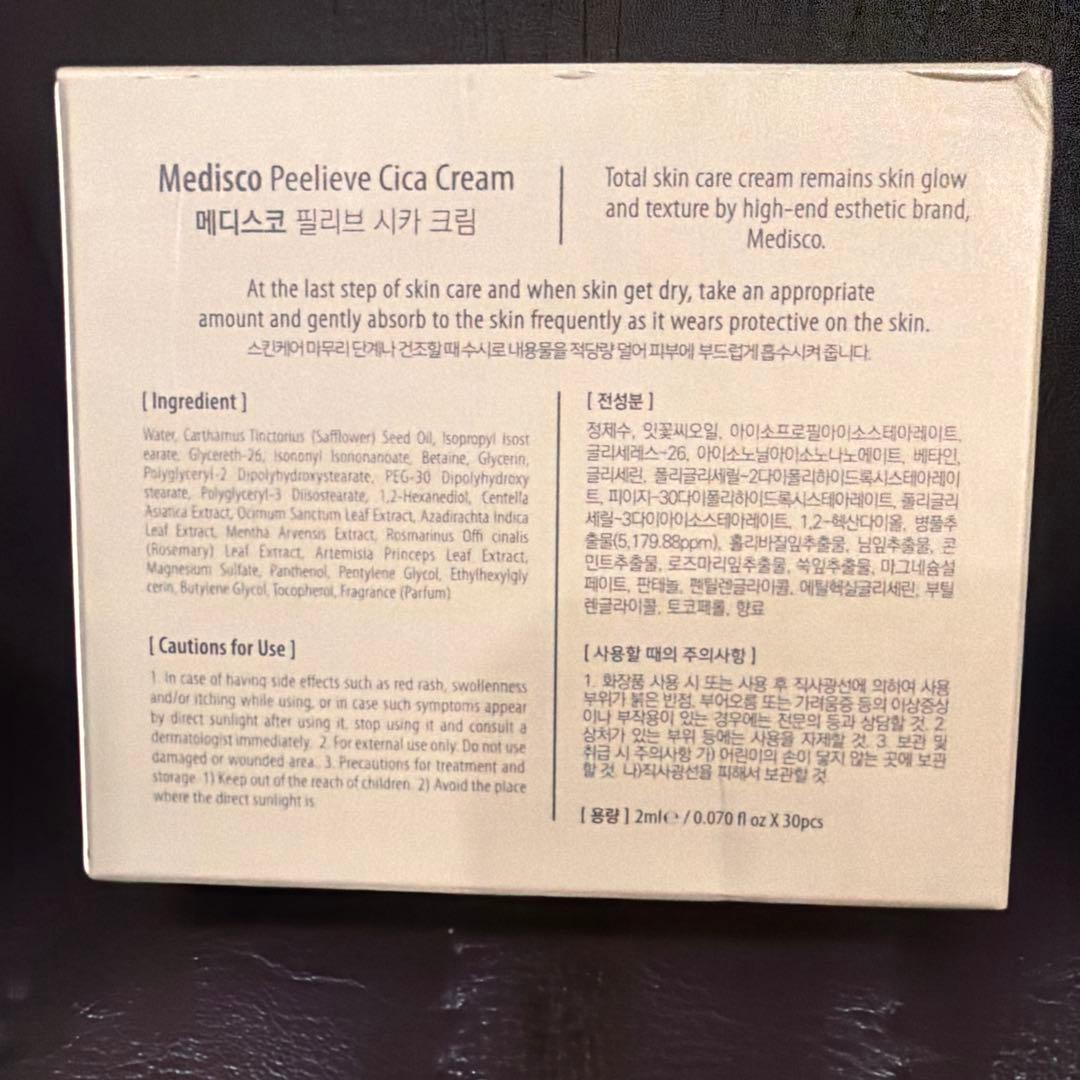 Medisco Peelieve Cica Cream
메디스코 필리브 시카 크림
Total skin care cream remains skin glow
and texture by high-end esthetic brand,
Medisco.
At the last step of skin care and when skin get dry, take an appropriate
amount and gently absorb to the skin frequently as it wears protective on the skin.
스킨케어 마무리 단계나 건조할 때 수시로 내용물을 적당량 덜어 피부에 부드럽게 흡수시켜 줍니다.
[ Ingredient ]
Water, Carthamus Tinctorius (Safflower) Seed Oil, Isopropyl Isost
earate, Glycereth-26, Isononyl Isononanoate, Betaine, Glycerin,
Polyglyceryl-2 Dipolyhydroxystearate, PEG-30 Dipolyhydroxy
stearate, Polyglyceryl-3 Diisostearate, 1,2-Hexanediol, Centella
Asiatica Extract, Ocimum Sanctum Leaf Extract, Azadirachta Indica
Leaf Extract, Mentha Arvensis Extract, Rosmarinus Offi cinalis
(Rosemary) Leaf Extract, Artemisia Princeps Leaf Extract,
Magnesium Sulfate, Panthenol, Pentylene Glycol, Ethylhexylgly
cerin, Butylene Glycol, Tocopherol, Fragrance (Parfum)
[ Cautions for Use ]
1. In case of having side effects such as red rash, swollenness
and/or itching while using, or in case such symptoms appear
by direct sunlight after using it, stop using it and consult a
dermatologist immediately. 2. For external use only. Do not use
damaged or wounded area. 3. Precautions for treatment and
storage. 1) Keep out of the reach of children. 2) Avoid the place
where the direct sunlight is
[ 전성분 ]
정제수, 잇꽃씨오일, 아이소프로필아이소스테아레이트,
글리세레스-26, 아이소노닐아이소노나노에이트, 베타인,
글리세린, 폴리글리세릴-2다이폴리하이드록시스테아레이
트, 피이지-30다이폴리하이드록시스테아레이트, 폴리글리
세릴-3다이아이소스테아레이트, 1,2-헥산다이올, 병풀추
출물(5,179.88ppm), 홀리바질잎추출물, 님잎추출물, 콘
민트추출물, 로즈마리잎추출물, 쑥잎추출물, 마그네슘설
페이트, 판테놀, 펜틸렌글라이콜, 에틸헥실글리세린, 부틸
렌글라이콜, 토코페롤, 향료
[ 사용할 때의 주의사항 ]
1. 화장품 사용 시 또는 사용 후 직사광선에 의하여 사용
부위가 붉은 반점, 부어오름 또는 가려움증 등의 이상증상
이나 부작용이 있는 경우에는 전문의 등과 상담할 것. 2.
상처가 있는 부위 등에는 사용을 자제할 것. 3. 보관 및
취급 시 주의사항 가) 어린이의 손이 닿지 않는 곳에 보관
할 것. 나)직사광선을 피해서 보관할 것
[ 용량 ] 2ml℮ / 0.070 fl oz X 30pcs